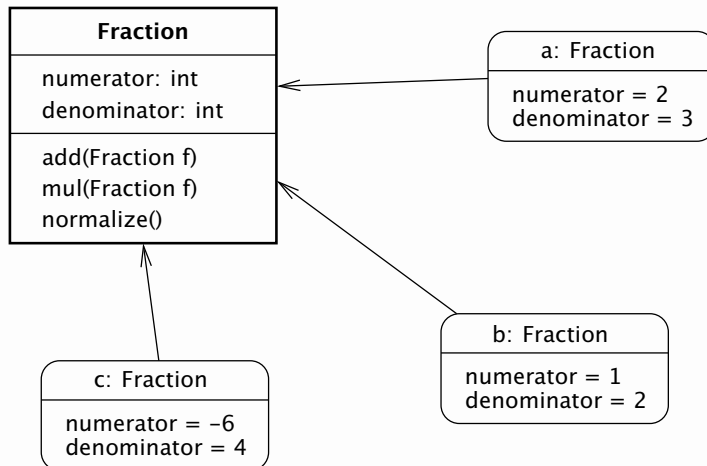 Fraction
numerator: int
denominator: int
add(Fraction f)
mul(Fraction f)
normalize()
a: Fraction
numerator = 2
denominator = 3
b: Fraction
numerator = 1
denominator = 2
c: Fraction
numerator = –6
denominator = 4